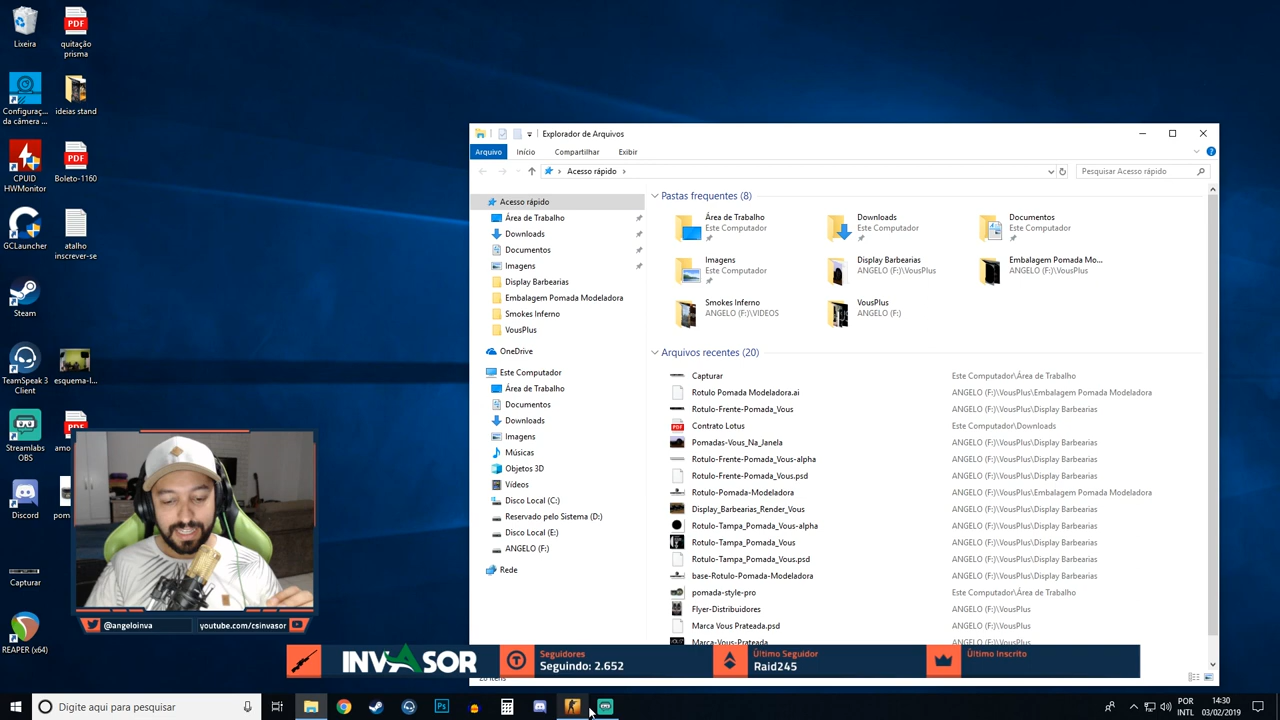 Lixeira
quitação
prisma
Configuraç...
da câmera ...
ideias stand
CPUID
HWMonitor
Boleto-1160
GCLauncher
atalho
inscrever-se
Steam
TeamSpeak 3
Client
esquema-l...
Streamlabs
OBS
amo
Discord
pom
Capturar
REAPER (x64)
Explorador de Arquivos
Arquivo
Início
Compartilhar
Exibir
Acesso rápido
Pesquisar Acesso rápido
Acesso rápido
Área de Trabalho
Downloads
Documentos
Imagens
Display Barbearias
Embalagem Pomada Modeladora
Smokes Inferno
VousPlus
OneDrive
Este Computador
Área de Trabalho
Documentos
Downloads
Imagens
Músicas
Objetos 3D
Vídeos
Disco Local (C:)
Reservado pelo Sistema (D:)
Disco Local (E:)
ANGELO (F:)
Rede
Pastas frequentes (8)
Área de Trabalho
Este Computador
Downloads
Este Computador
Documentos
Este Computador
Imagens
Este Computador
Display Barbearias
ANGELO (F:)\VousPlus
Embalagem Pomada Mo...
ANGELO (F:)\VousPlus
Smokes Inferno
ANGELO (F:)\VIDEOS
VousPlus
ANGELO (F:)
Arquivos recentes (20)
Capturar Este Computador\Área de Trabalho
Rotulo Pomada Modeladora.ai ANGELO (F:)\VousPlus\Embalagem Pomada Modeladora
Rotulo-Frente-Pomada_Vous ANGELO (F:)\VousPlus\Display Barbearias
Contrato Lotus Este Computador\Downloads
Pomadas-Vous_Na_Janela ANGELO (F:)\VousPlus\Display Barbearias
Rotulo-Frente-Pomada_Vous-alpha ANGELO (F:)\VousPlus\Display Barbearias
Rotulo-Frente-Pomada_Vous.psd ANGELO (F:)\VousPlus\Display Barbearias
Rotulo-Pomada-Modeladora ANGELO (F:)\VousPlus\Embalagem Pomada Modeladora
Display_Barbearias_Render_Vous ANGELO (F:)\VousPlus\Display Barbearias
Rotulo-Tampa_Pomada_Vous-alpha ANGELO (F:)\VousPlus\Display Barbearias
Rotulo-Tampa_Pomada_Vous ANGELO (F:)\VousPlus\Display Barbearias
Rotulo-Tampa_Pomada_Vous.psd ANGELO (F:)\VousPlus\Display Barbearias
base-Rotulo-Pomada-Modeladora ANGELO (F:)\VousPlus\Display Barbearias
pomada-style-pro Este Computador\Área de Trabalho
Flyer-Distribuidores ANGELO (F:)\VousPlus
Marca Vous Prateada.psd ANGELO (F:)\VousPlus
Marca-Vous-Prateada ANGELO (F:)\VousPlus
@angeloinva
youtube.com/csinvasor
INVASOR
Seguidores
Seguindo: 2.652
Último Seguidor
Raid245
Último Inscrito
Digite aqui para pesquisar
POR
INTL
14:30
03/02/2019